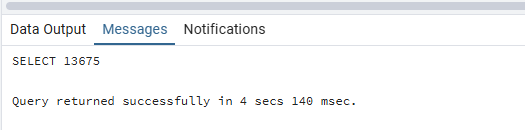 Data Output Messages Notifications
SELECT 13675
Query returned successfully in 4 secs 140 msec.